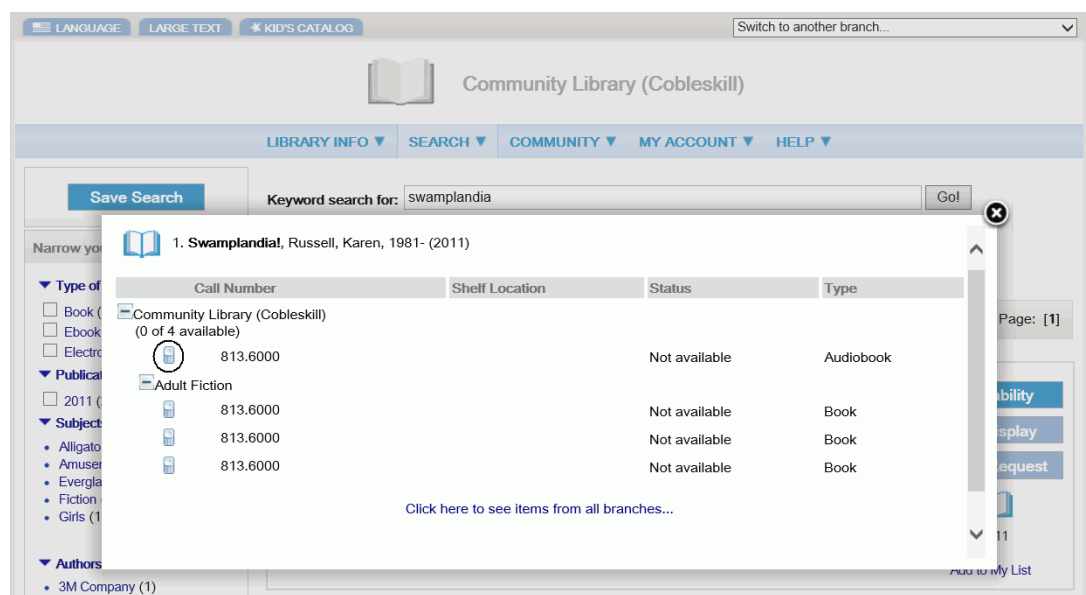 LANGUAGE LARGE TEXT KID'S CATALOG Switch to another branch...
Community Library (Cobleskill)
LIBRARY INFO ▼ SEARCH ▼ COMMUNITY ▼ MY ACCOUNT ▼ HELP ▼
Save Search
Keyword search for: swamplandia Go!
Narrow yo
1. Swamplandia!, Russell, Karen, 1981- (2011)
Call Number Shelf Location Status Type
Community Library (Cobleskill)
(0 of 4 available)
813.6000 Not available Audiobook
Adult Fiction
813.6000 Not available Book
813.6000 Not available Book
813.6000 Not available Book
Click here to see items from all branches...
▼ Type of
Book (
Ebook
Electro
▼ Publicat
2011 (
▼ Subject
• Alligato
• Amuser
• Evergla
• Fiction
• Girls (1
▼ Authors
• 3M Company (1)
Page: [1]
bility
isplay
equest
11
Add to My List